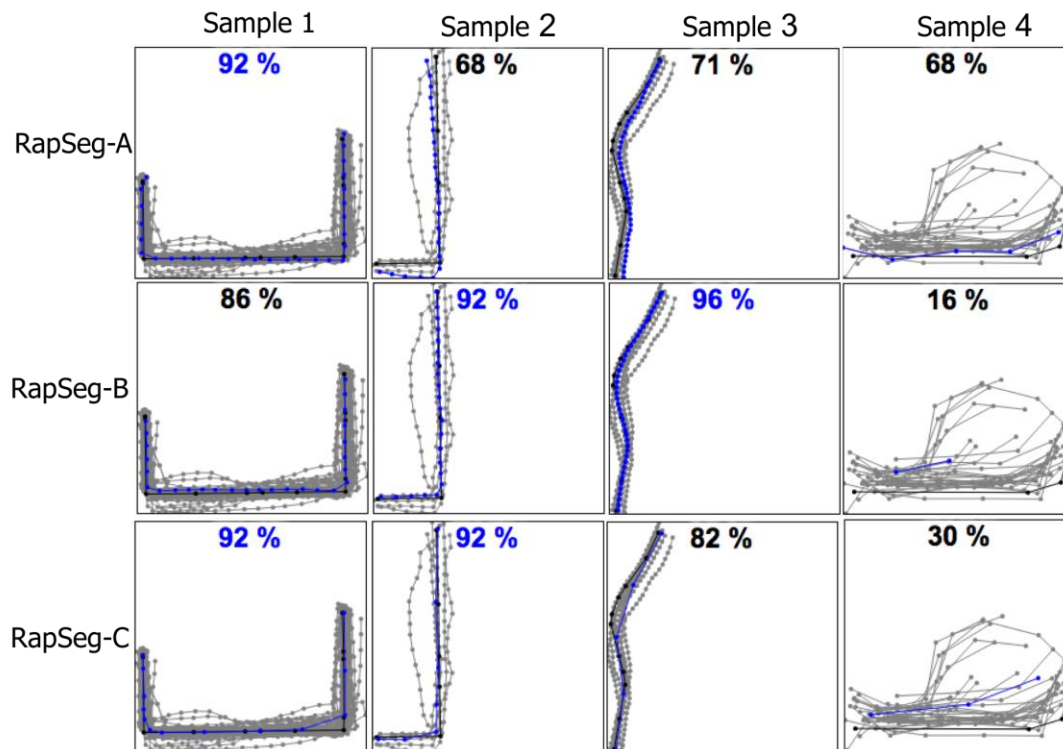 Sample 1 Sample 2 Sample 3 Sample 4
RapSeg-A 92 % 68 % 71 % 68 %
RapSeg-B 86 % 92 % 96 % 16 %
RapSeg-C 92 % 92 % 82 % 30 %